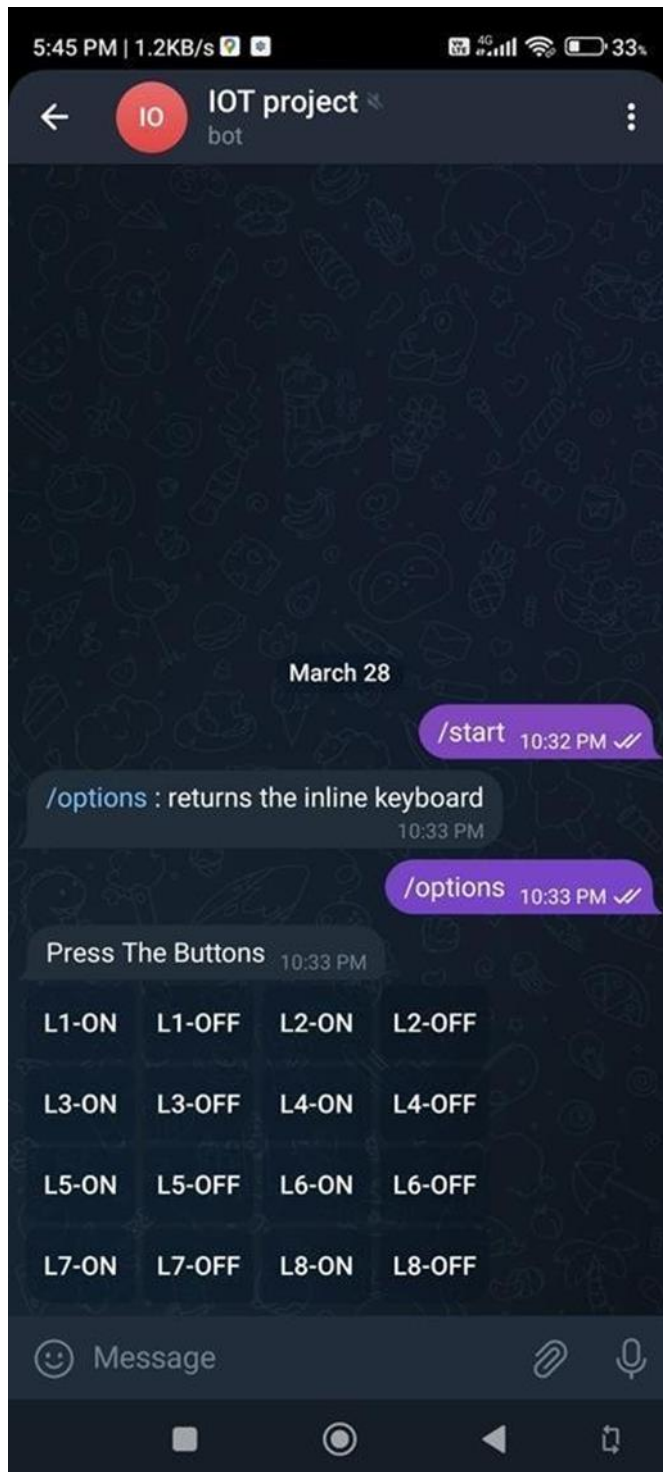 5:45 PM | 1.2KB/s 4G 33%
IO IOT project
bot
March 28
/start 10:32 PM
/options : returns the inline keyboard
10:33 PM
/options 10:33 PM
Press The Buttons 10:33 PM
L1-ON L1-OFF L2-ON L2-OFF
L3-ON L3-OFF L4-ON L4-OFF
L5-ON L5-OFF L6-ON L6-OFF
L7-ON L7-OFF L8-ON L8-OFF
Message